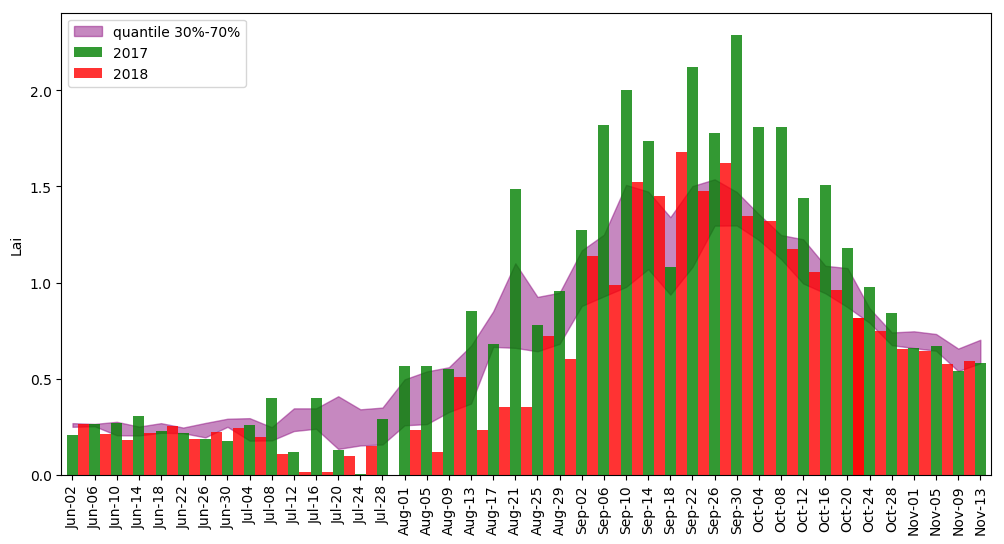 quantile 30%-70%
2017
2018
Lai
2.0
1.5
1.0
0.5
0.0
Jun-02
Jun-06
Jun-10
Jun-14
Jun-18
Jun-22
Jun-26
Jun-30
Jul-04
Jul-08
Jul-12
Jul-16
Jul-20
Jul-24
Jul-28
Aug-01
Aug-05
Aug-09
Aug-13
Aug-17
Aug-21
Aug-25
Aug-29
Sep-02
Sep-06
Sep-10
Sep-14
Sep-18
Sep-22
Sep-26
Sep-30
Oct-04
Oct-08
Oct-12
Oct-16
Oct-20
Oct-24
Oct-28
Nov-01
Nov-05
Nov-09
Nov-13